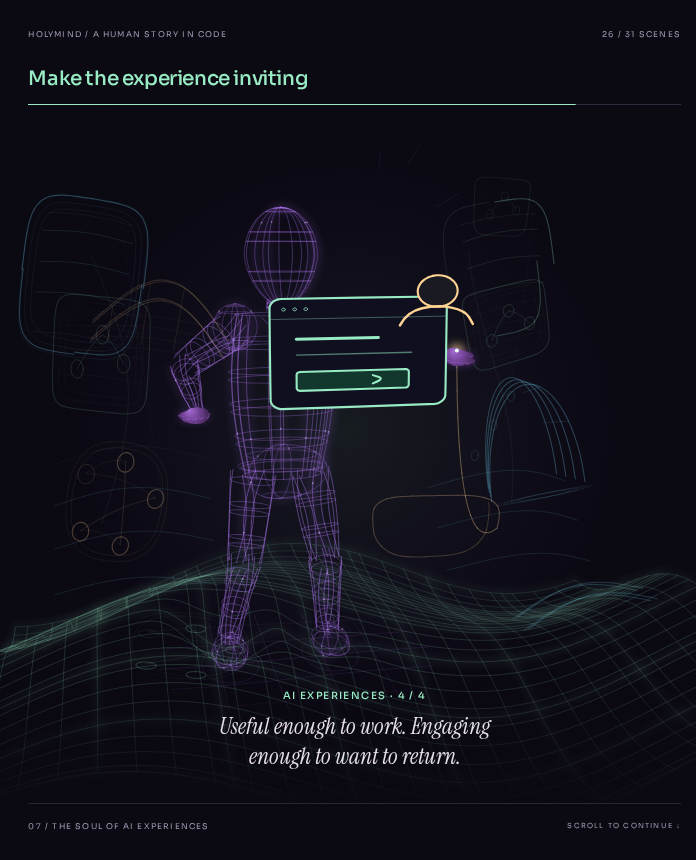 HOLYMIND / A HUMAN STORY IN CODE
26 / 31 SCENES
Make the experience inviting
AI EXPERIENCES · 4 / 4
Useful enough to work. Engaging
enough to want to return.
07 / THE SOUL OF AI EXPERIENCES
SCROLL TO CONTINUE ↓